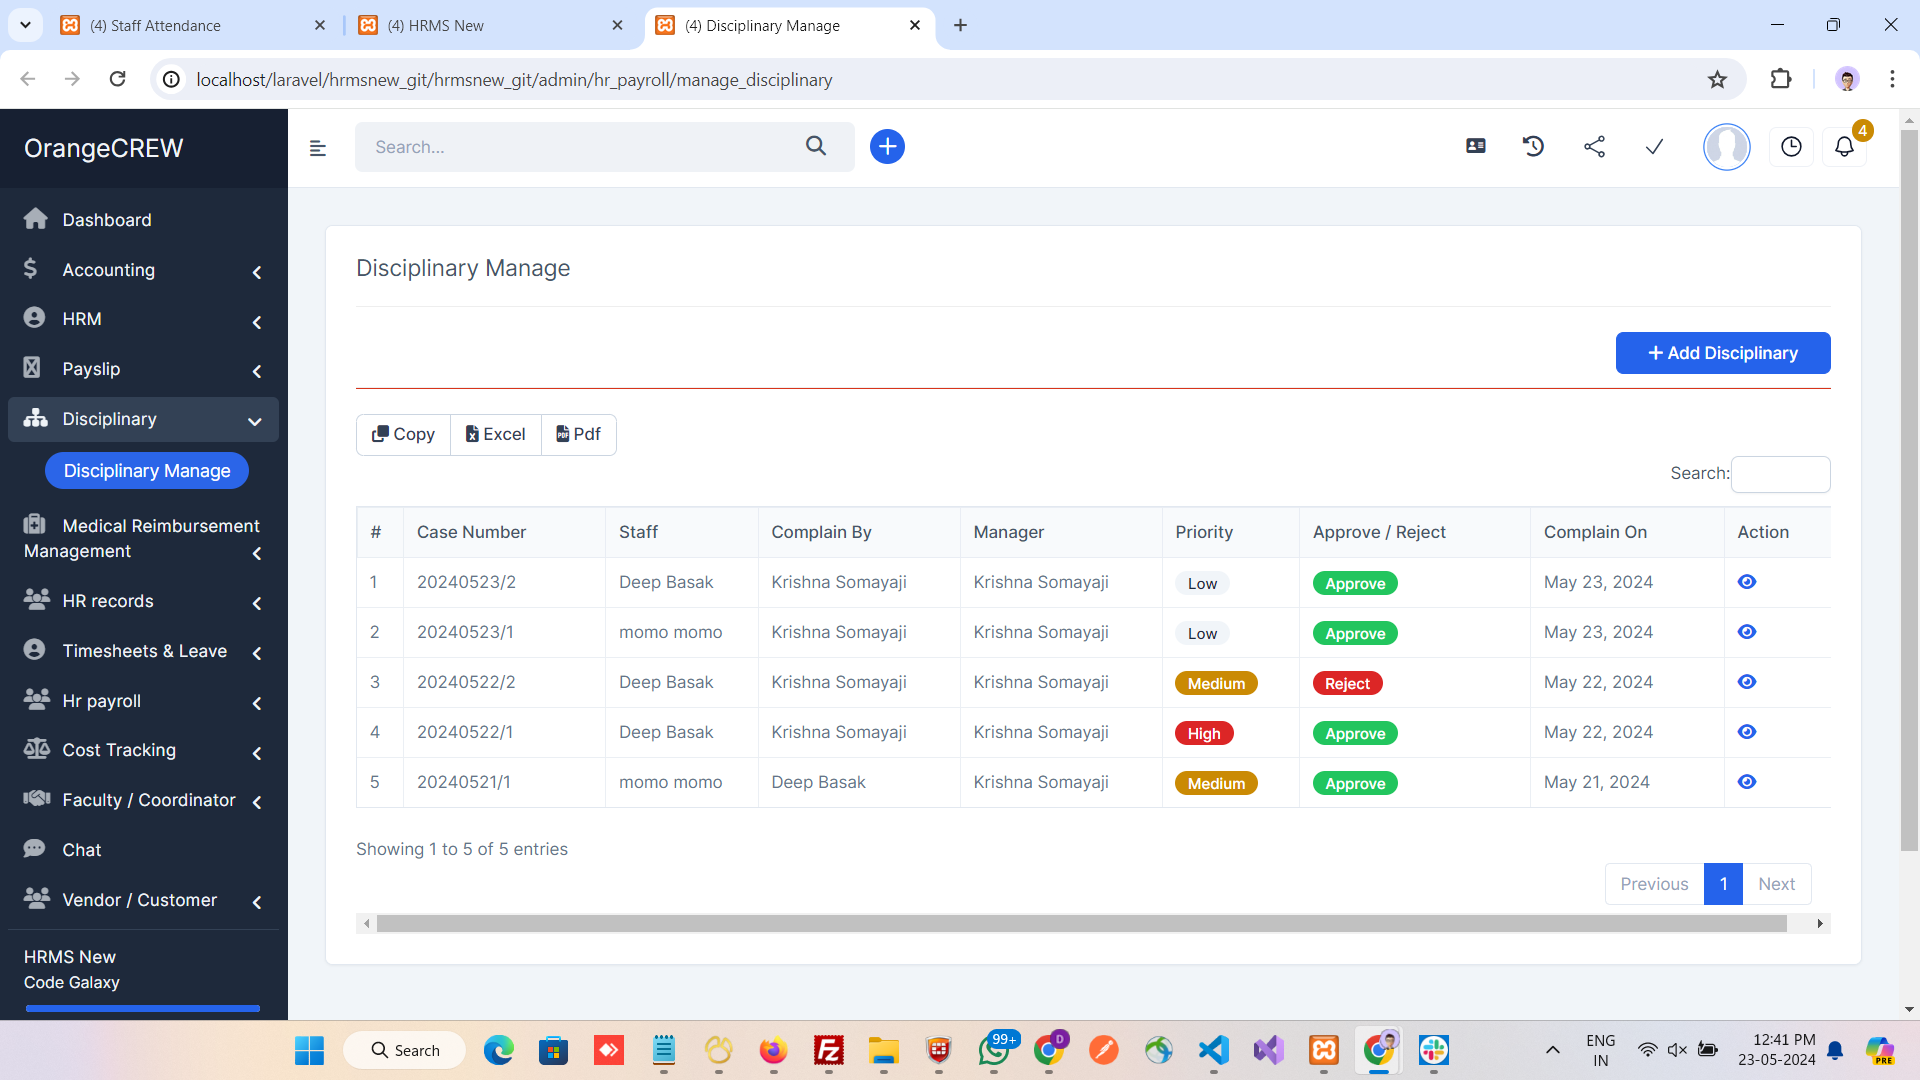 (4) Staff Attendance
(4) HRMS New
(4) Disciplinary Manage
localhost/laravel/hrmsnew_git/hrmsnew_git/admin/hr_payroll/manage_disciplinary
OrangeCREW
Search...
4
Dashboard
Accounting
HRM
Payslip
Disciplinary
Disciplinary Manage
Medical Reimbursement
Management
HR records
Timesheets & Leave
Hr payroll
Cost Tracking
Faculty / Coordinator
Chat
Vendor / Customer
HRMS New
Code Galaxy
Disciplinary Manage
+ Add Disciplinary
Copy Excel Pdf
Search:
# Case Number Staff Complain By Manager Priority Approve / Reject Complain On Action
1 20240523/2 Deep Basak Krishna Somayaji Krishna Somayaji Low Approve May 23, 2024
2 20240523/1 momo momo Krishna Somayaji Krishna Somayaji Low Approve May 23, 2024
3 20240522/2 Deep Basak Krishna Somayaji Krishna Somayaji Medium Reject May 22, 2024
4 20240522/1 Deep Basak Krishna Somayaji Krishna Somayaji High Approve May 22, 2024
5 20240521/1 momo momo Deep Basak Krishna Somayaji Medium Approve May 21, 2024
Showing 1 to 5 of 5 entries
Previous 1 Next
Search
Fz
99+
D
PRE
ENG
IN
12:41 PM
23-05-2024